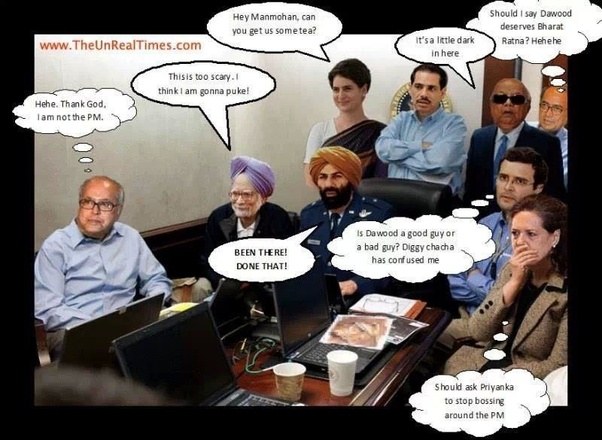 Hey Manmohan, can
you get us some tea?
Should I say Dawood
deserves Bharat
Ratna? Hehehe
www.TheUnRealTimes.com
It's a little dark
in here
This is too scary. I
think I am gonna puke!
Hehe. Thank God,
I am not the PM.
BEEN THERE!
DONE THAT!
Is Dawood a good guy or
a bad guy? Diggy chacha
has confused me
Should ask Priyanka
to stop bossing
around the PM